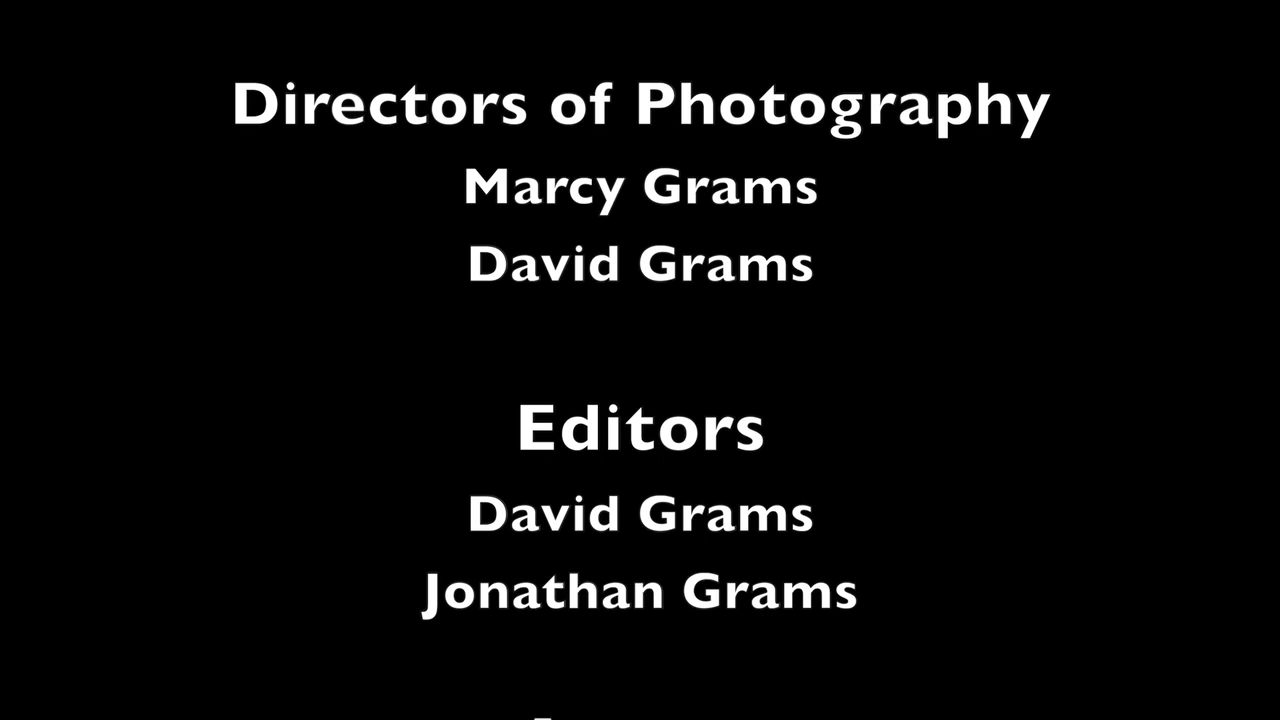 Directors of Photography
Marcy Grams
David Grams
Editors
David Grams
Jonathan Grams